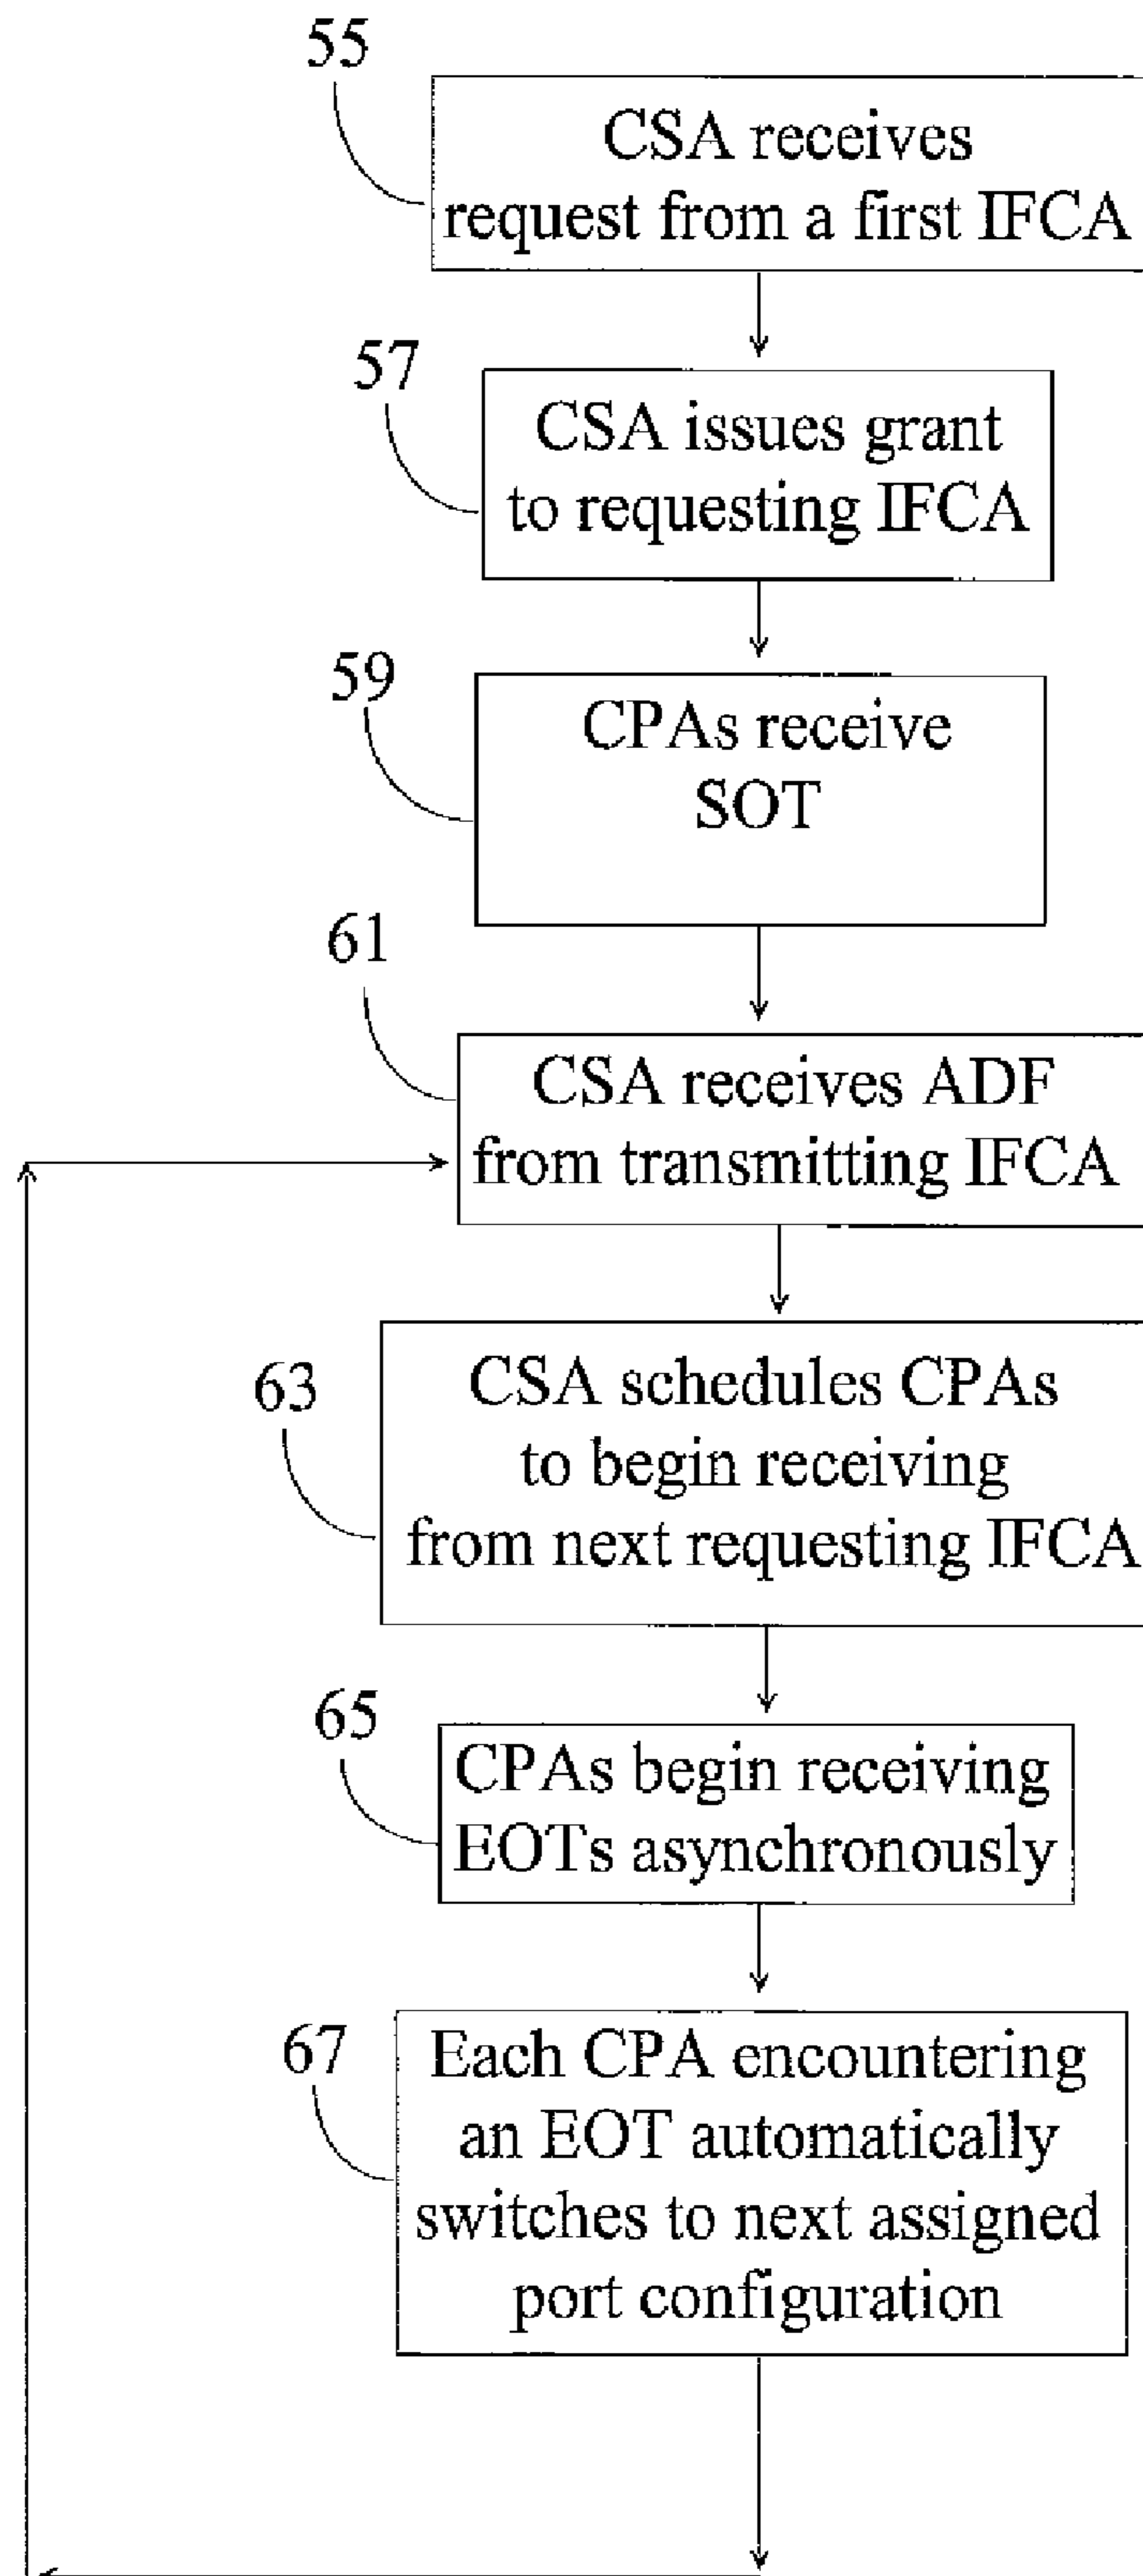 55
CSA receives
request from a first IFCA
57
CSA issues grant
to requesting IFCA
59
CPAs receive
SOT
61
CSA receives ADF
from transmitting IFCA
63
CSA schedules CPAs
to begin receiving
from next requesting IFCA
65
CPAs begin receiving
EOTs asynchronously
67
Each CPA encountering
an EOT automatically
switches to next assigned
port configuration